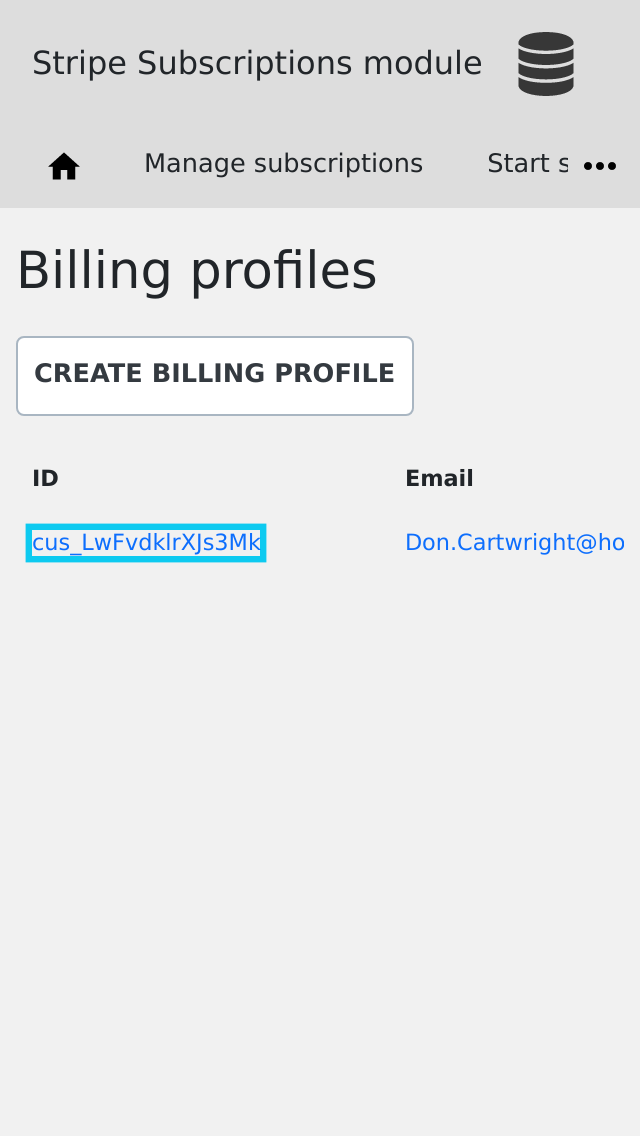 Stripe Subscriptions module
Manage subscriptions Start s
Billing profiles
CREATE BILLING PROFILE
ID Email
cus_LwFvdklrXJs3Mk Don.Cartwright@ho